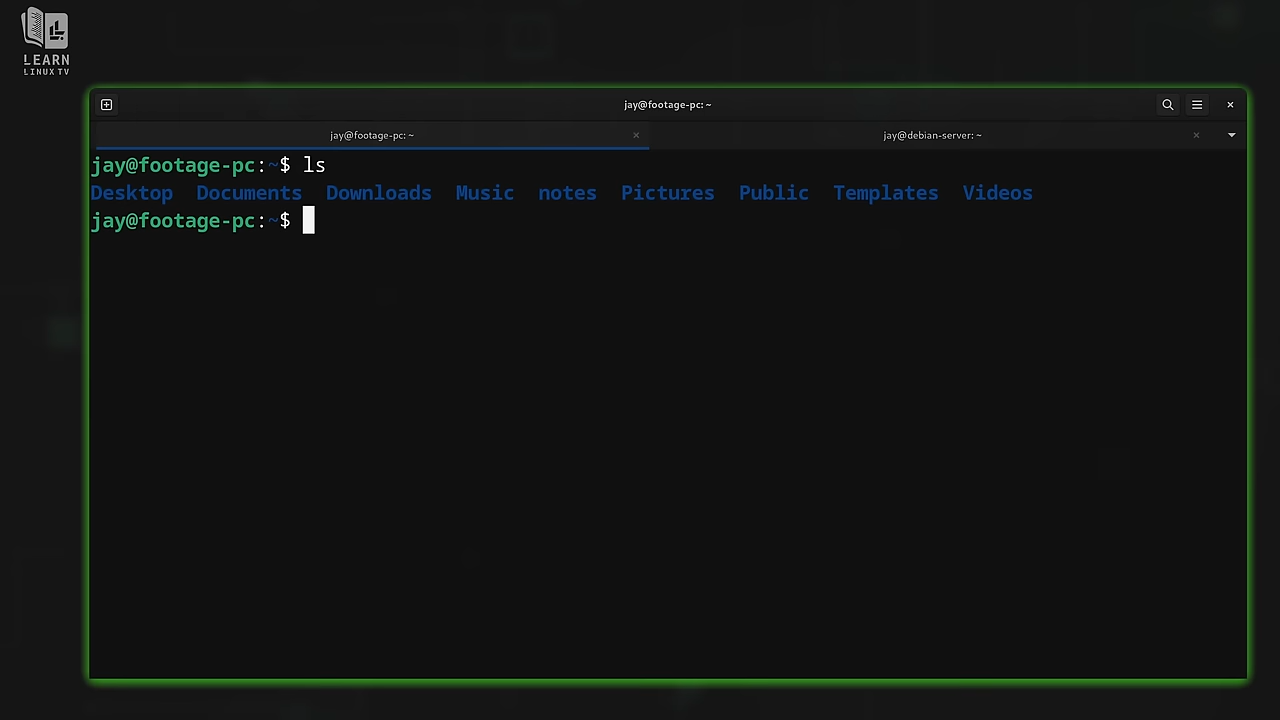 LEARN
LINUX TV
jay@footage-pc: ~
jay@footage-pc: ~
jay@debian-server: ~
jay@footage-pc:~$ ls
Desktop  Documents  Downloads  Music  notes  Pictures  Public  Templates  Videos
jay@footage-pc:~$